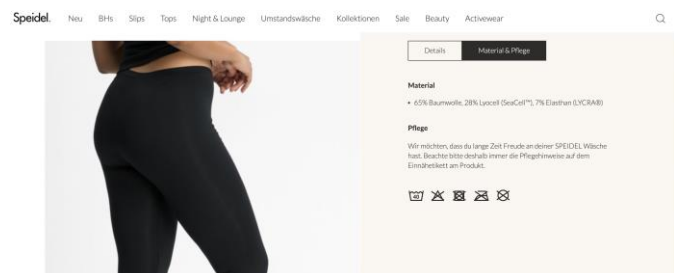 Speidel.
Neu BHs Slips Tops Night & Lounge Umstandswäsche Kollektionen Sale Beauty Activewear
Details Material & Pflege
Material
• 65% Baumwolle, 28% Lyocell (SeaCell™), 7% Elasthan (LYCRA®)
Pflege
Wir möchten, dass du lange Zeit Freude an deiner SPEIDEL Wäsche
hast. Beachte bitte deshalb immer die Pflegehinweise auf dem
Einnähetikett am Produkt.
40